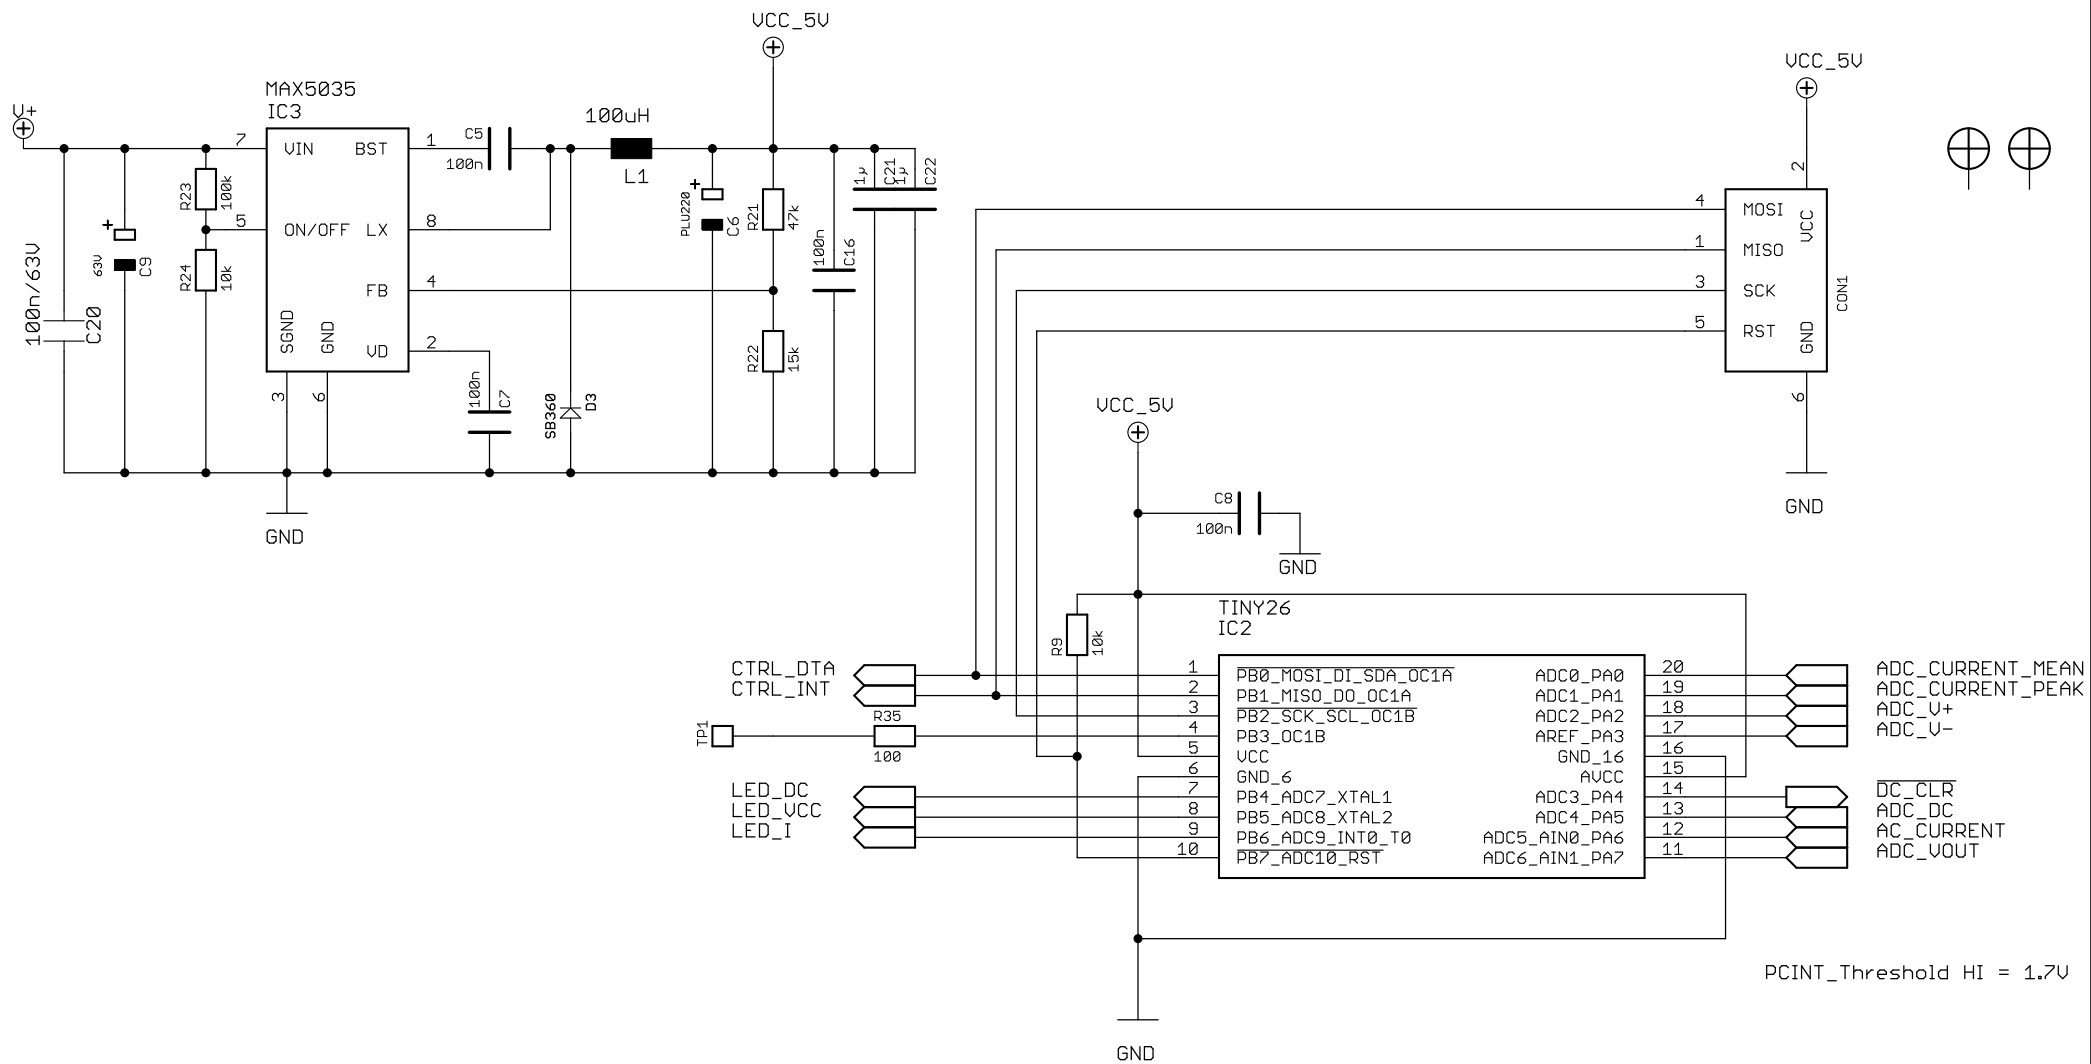 VCC_5V
V+
MAX5035
IC3
7
VIN
BST
1
C5
100n
100uH
L1
R23
100k
5
ON/OFF
LX
8
R24
10k
FB
4
SGND
GND
VD
2
3
6
100n/63V
C20
+
63V
C9
100n
C7
SB360
D3
+
PLU220
C6
R21
47k
R22
15k
100n
C16
1µ
C21
1µ
C22
GND
VCC_5V
2
4
MOSI
VCC
1
MISO
3
SCK
5
RST
GND
CON1
6
GND
VCC_5V
C8
100n
GND
R9
10k
TINY26
IC2
CTRL_DTA
CTRL_INT
TP1
R35
100
LED_DC
LED_VCC
LED_I
1
PB0_MOSI_DI_SDA_OC1A
2
PB1_MISO_DO_OC1A
3
PB2_SCK_SCL_OC1B
4
PB3_OC1B
5
VCC
6
GND_6
7
PB4_ADC7_XTAL1
8
PB5_ADC8_XTAL2
9
PB6_ADC9_INT0_T0
10
PB7_ADC10_RST
ADC0_PA0
20
ADC_CURRENT_MEAN
ADC1_PA1
19
ADC_CURRENT_PEAK
ADC2_PA2
18
ADC_V+
AREF_PA3
17
ADC_V-
GND_16
16
AVCC
15
ADC3_PA4
14
DC_CLR
ADC4_PA5
13
ADC_DC
ADC5_AIN0_PA6
12
AC_CURRENT
ADC6_AIN1_PA7
11
ADC_VOUT
PCINT_Threshold HI = 1.7V
GND